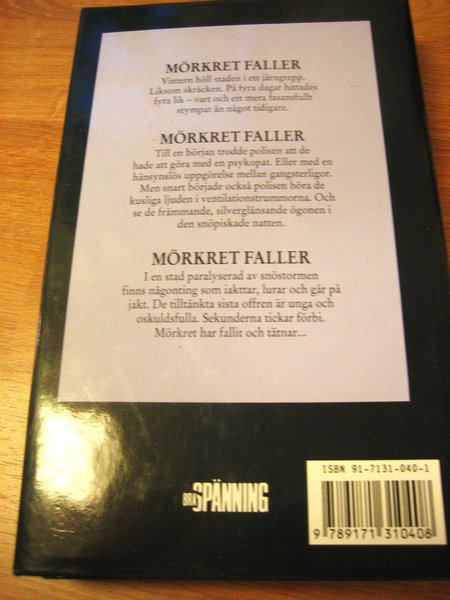 MÖRKRET FALLER
Vintern höll staden i ett järngrepp.
Liksom skräcken. På fyra dagar hittades
fyra lik – vart och ett mera fasansfullt
stympat än något tidigare.
MÖRKRET FALLER
Till en början trodde polisen att de
hade att göra med en psykopat. Eller med en
hänsynslös uppgörelse mellan gangsterligor.
Men snart började också polisen höra de
kusliga ljuden i ventilationstrummorna. Och
se de främmande, silverglänsande ögonen i
den snöpiskade natten.
MÖRKRET FALLER
I en stad paralyserad av snöstormen
finns någonting som iakttar, lurar och går på
jakt. De tilltänkta sista offren är unga och
oskuldsfulla. Sekunderna tickar förbi.
Mörkret har fallit och tätnar...
ISBN 91-7131-040-1
BRA SPÄNNING
9 789171 310408